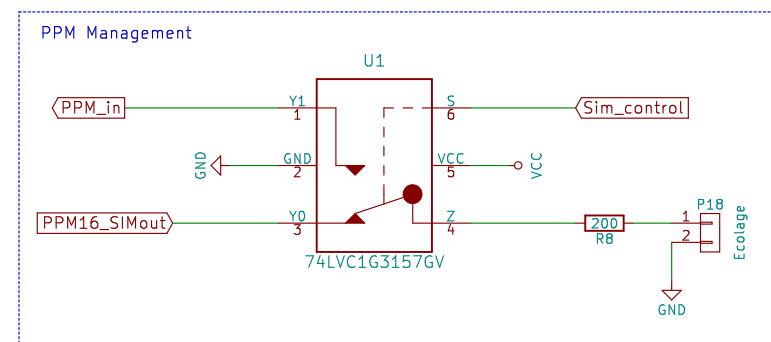 PPM Management
U1
PPM_in
Y1
1
S
6
Sim_control
GND
GND
2
VCC
5
VCC
PPM16_SIMout
Y0
3
Z
4
200
R8
P18
1
2
Ecolage
74LVC1G3157GV
GND